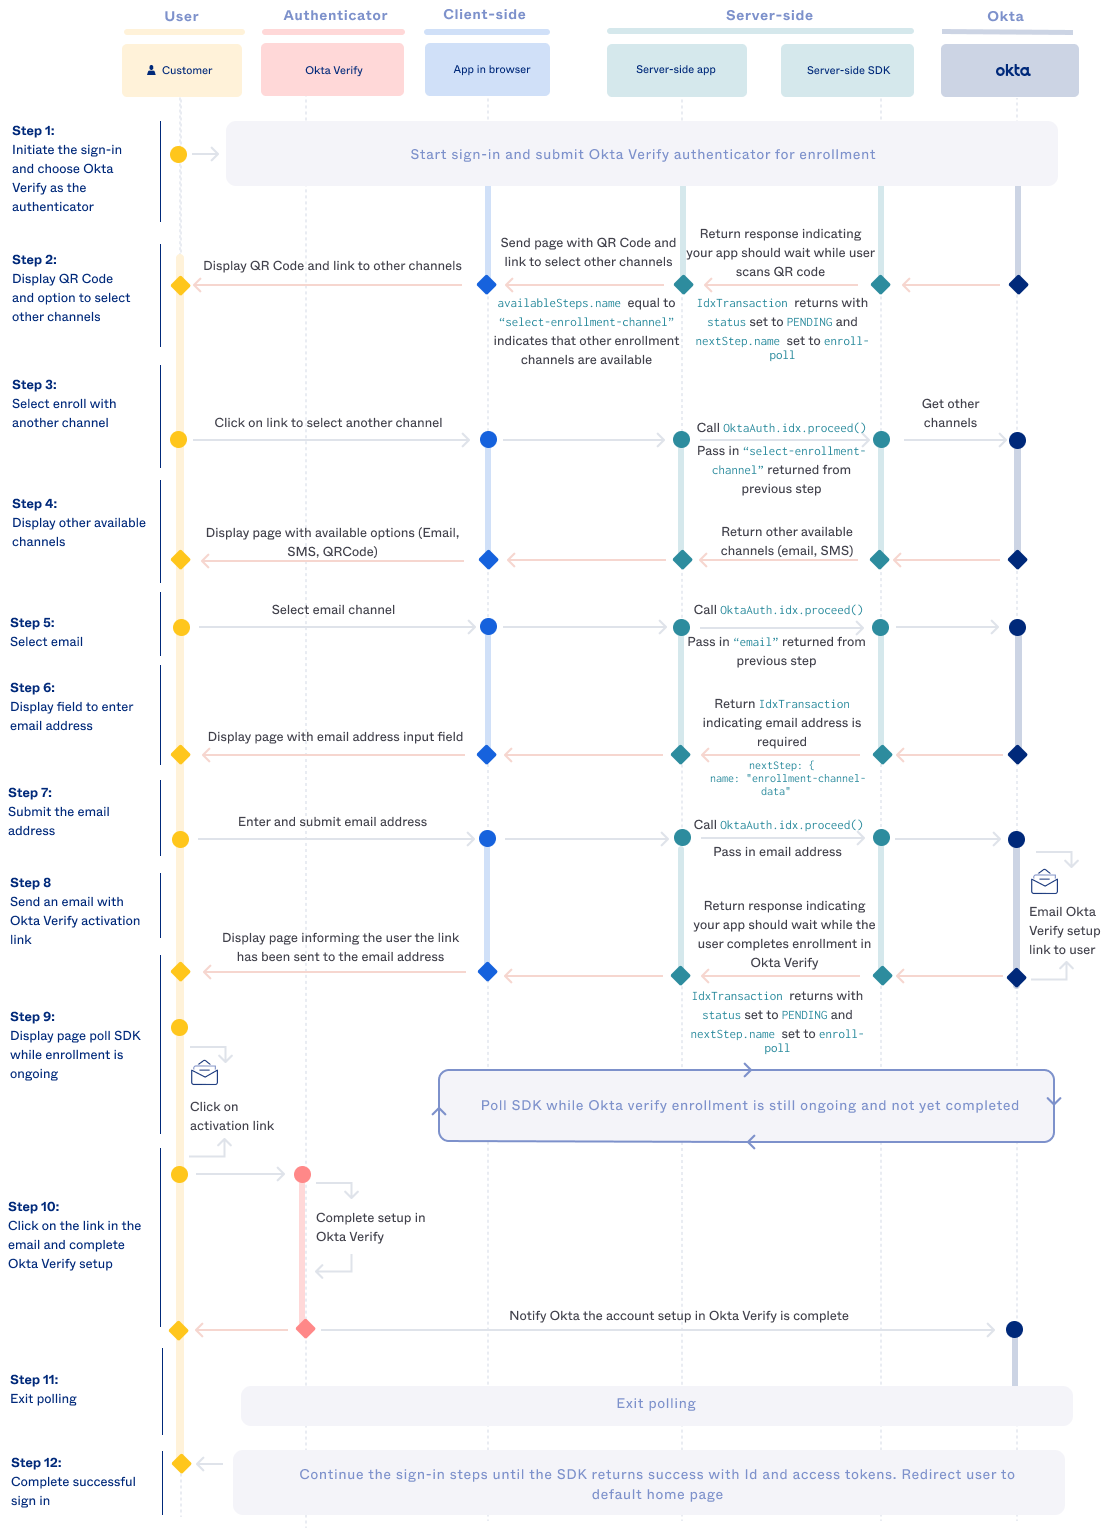 User
Authenticator
Client-side
Server-side
Okta
Customer
Okta Verify
App in browser
Server-side app
Server-side SDK
okta
Step 1:
Initiate the sign-in
and choose Okta
Verify as the
authenticator
Start sign-in and submit Okta Verify authenticator for enrollment
Step 2:
Display QR Code
and option to select
other channels
Display QR Code and link to other channels
Send page with QR Code and
link to select other channels
availableSteps.name equal to
“select-enrollment-channel”
indicates that other enrollment
channels are available
Return response indicating
your app should wait while user
scans QR code
IdxTransaction returns with
status set to PENDING and
nextStep.name set to enroll-
poll
Step 3:
Select enroll with
another channel
Click on link to select another channel
Call OktaAuth.idx.proceed()
Pass in “select-enrollment-
channel” returned from
previous step
Get other
channels
Step 4:
Display other available
channels
Display page with available options (Email,
SMS, QRCode)
Return other available
channels (email, SMS)
Step 5:
Select email
Select email channel
Call OktaAuth.idx.proceed()
Pass in “email” returned from
previous step
Step 6:
Display field to enter
email address
Display page with email address input field
Return IdxTransaction
indicating email address is
required
nextStep: {
name: "enrollment-channel-
data"
Step 7:
Submit the email
address
Enter and submit email address
Call OktaAuth.idx.proceed()
Pass in email address
Step 8
Send an email with
Okta Verify activation
link
Display page informing the user the link
has been sent to the email address
Return response indicating
your app should wait while the
user completes enrollment in
Okta Verify
IdxTransaction returns with
status set to PENDING and
nextStep.name set to enroll-
poll
Email Okta
Verify setup
link to user
Step 9:
Display page poll SDK
while enrollment is
ongoing
Click on
activation link
Poll SDK while Okta verify enrollment is still ongoing and not yet completed
Step 10:
Click on the link in the
email and complete
Okta Verify setup
Complete setup in
Okta Verify
Notify Okta the account setup in Okta Verify is complete
Step 11:
Exit polling
Exit polling
Step 12:
Complete successful
sign in
Continue the sign-in steps until the SDK returns success with Id and access tokens. Redirect user to
default home page